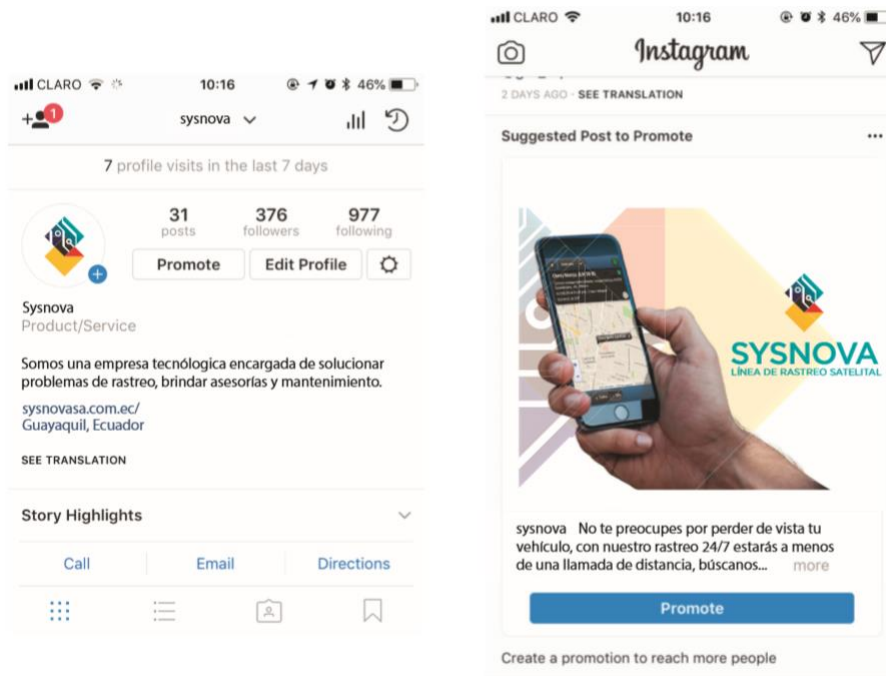 CLARO 10:16 46%
1
sysnova
7 profile visits in the last 7 days
31 376 977
posts followers following
Promote Edit Profile
Sysnova
Product/Service
Somos una empresa tecnólogica encargada de solucionar
problemas de rastreo, brindar asesorías y mantenimiento.
sysnovasa.com.ec/
Guayaquil, Ecuador
SEE TRANSLATION
Story Highlights
Call Email Directions
CLARO 10:16 46%
Instagram
2 DAYS AGO · SEE TRANSLATION
Suggested Post to Promote
SYSNOVA
LÍNEA DE RASTREO SATELITAL
sysnova No te preocupes por perder de vista tu
vehículo, con nuestro rastreo 24/7 estarás a menos
de una llamada de distancia, búscanos... more
Promote
Create a promotion to reach more people